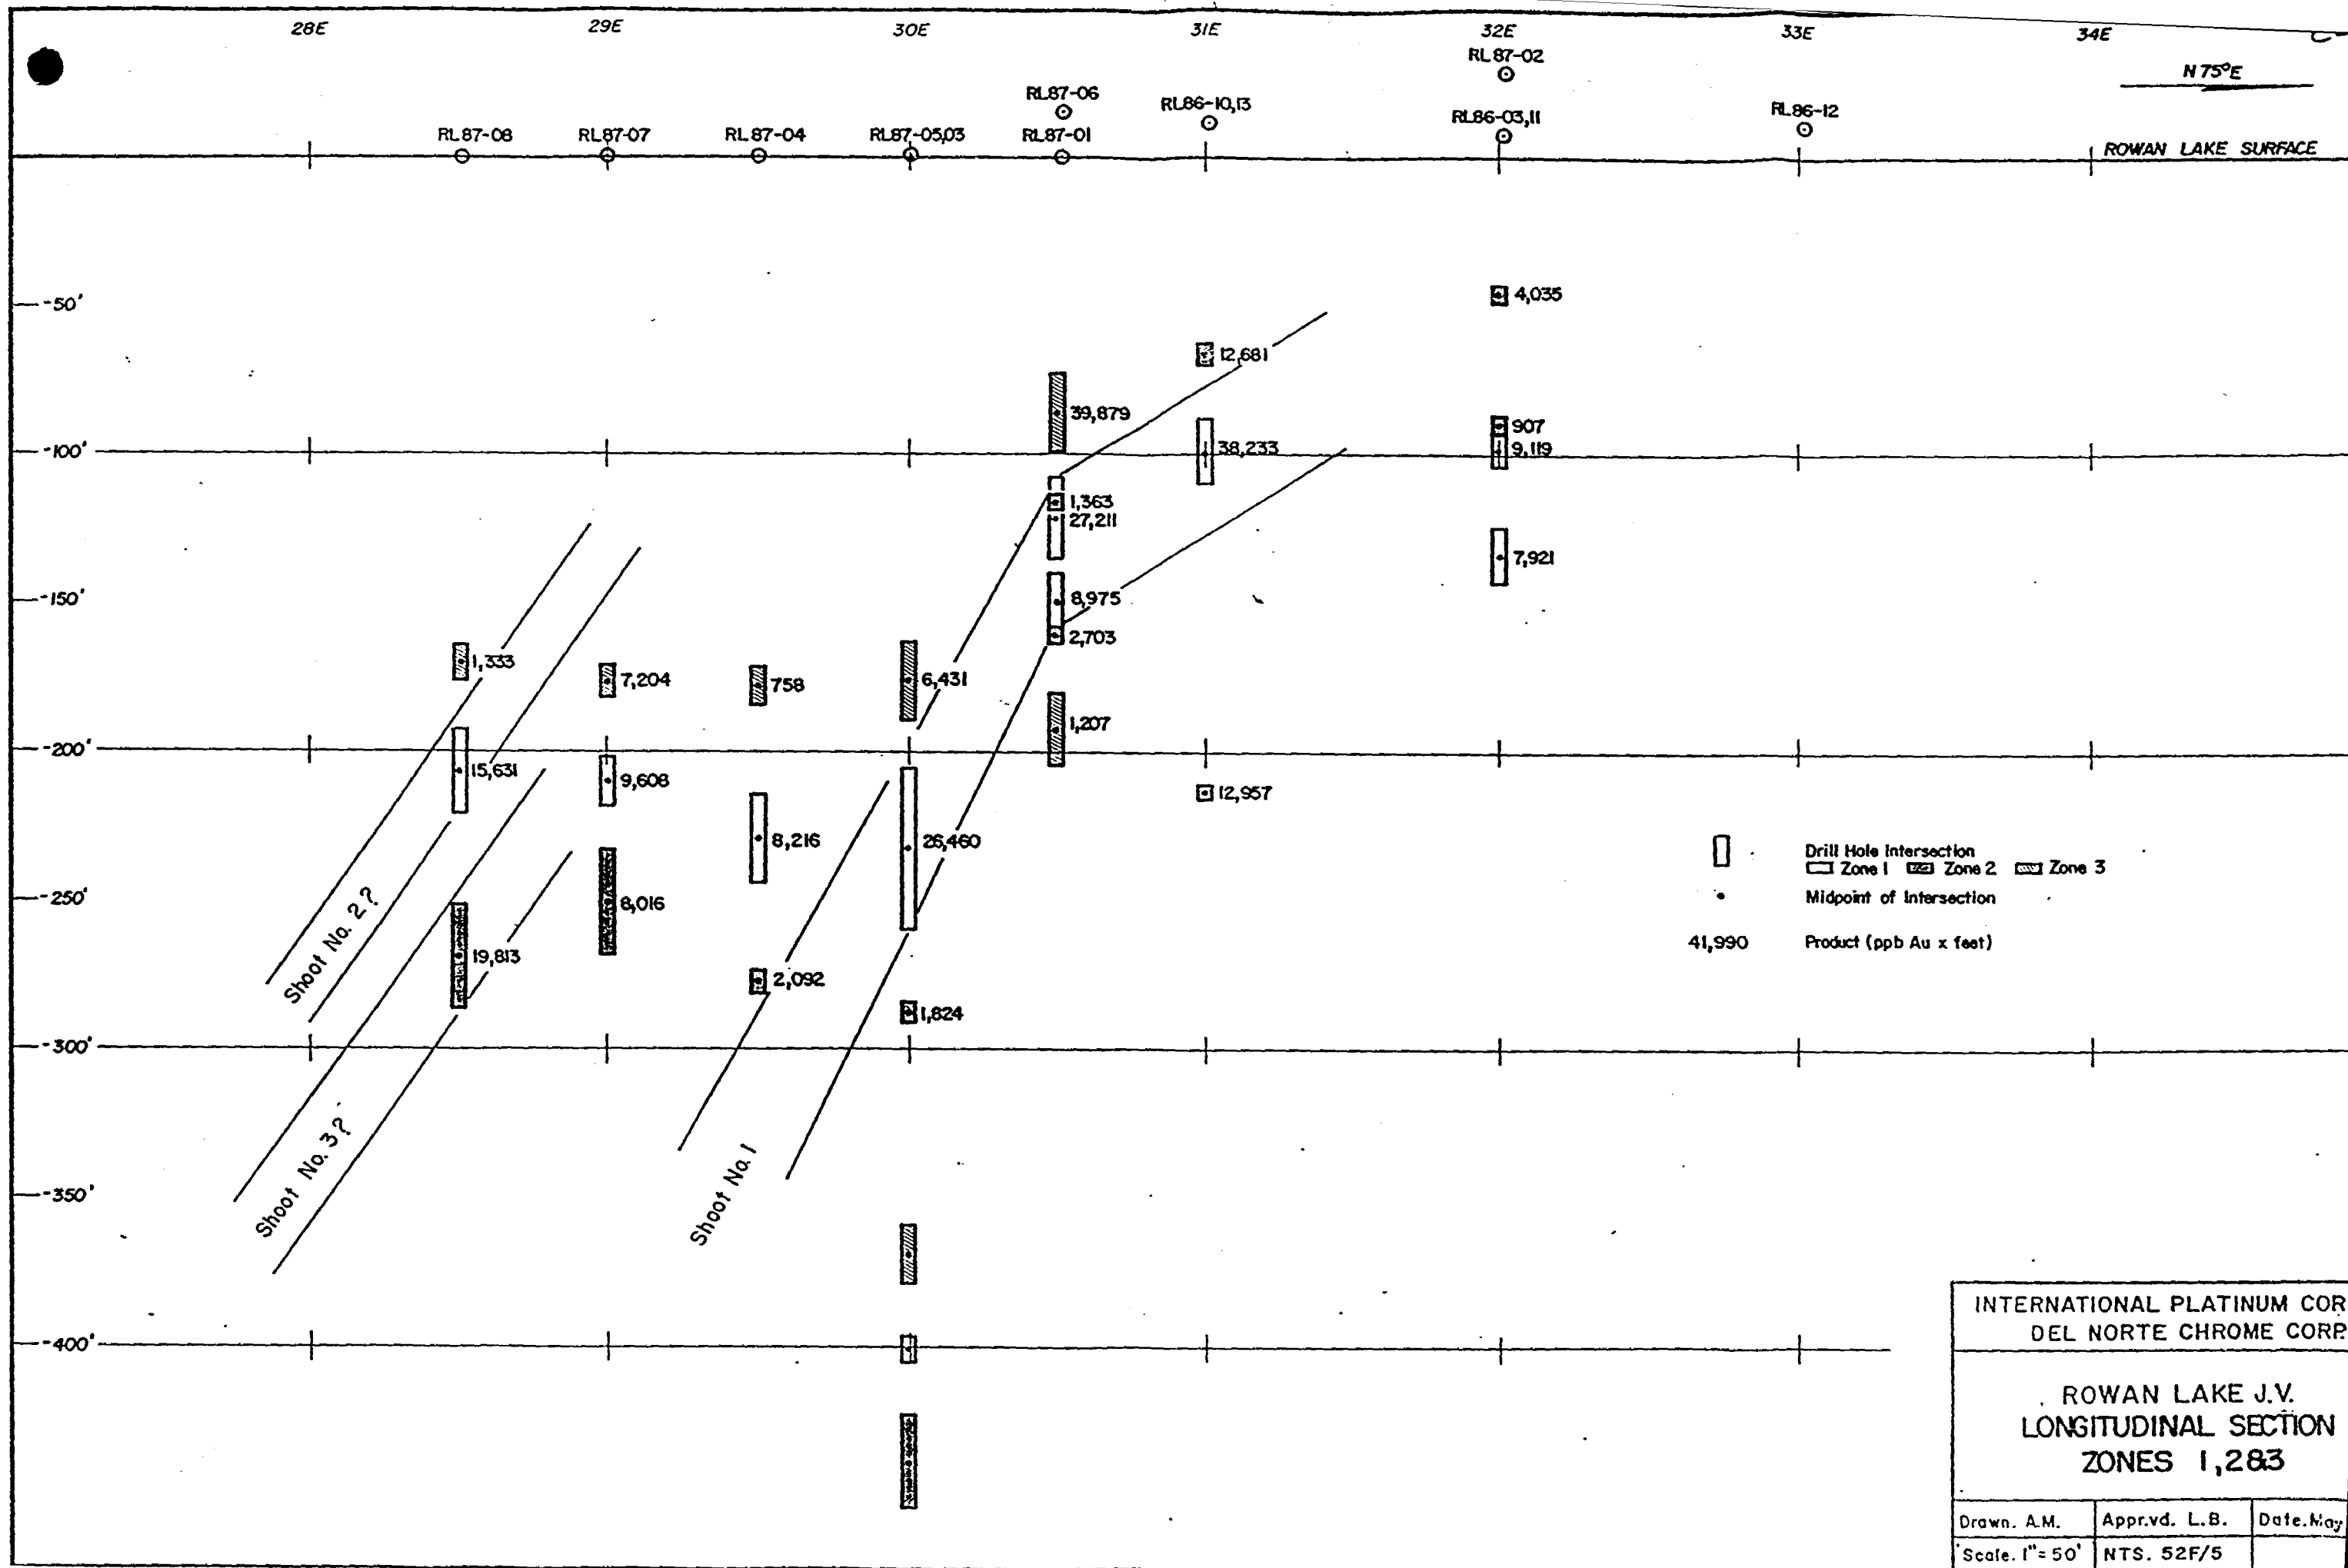 28E 29E 30E 31E 32E 33E 34E
RL87-02
N75°E
RL87-06 RL86-10,13 RL86-03,11 RL86-12
RL87-08 RL87-07 RL87-04 RL87-05,03 RL87-01
ROWAN LAKE SURFACE
-50'
4,035
12,681
39,879
907
-100'
38,233
9,119
1,363
27,211
7,921
-150'
8,975
2,703
1,333
7,204
758
6,431
1,207
-200'
15,631
9,608
12,957
8,216
26,460
Drill Hole Intersection
Zone 1 Zone 2 Zone 3
-250'
8,016
Midpoint of Intersection
Shoot No. 2?
19,813
41,990 Product (ppb Au x feet)
2,092
1,824
-300'
Shoot No. 3?
Shoot No. 1
-350'
-400'
INTERNATIONAL PLATINUM COR
DEL NORTE CHROME CORP.
ROWAN LAKE J.V.
LONGITUDINAL SECTION
ZONES 1,2&3
Drawn. A.M. Appr.vd. L.B. Date. May
Scale. 1"= 50' NTS. 52F/5